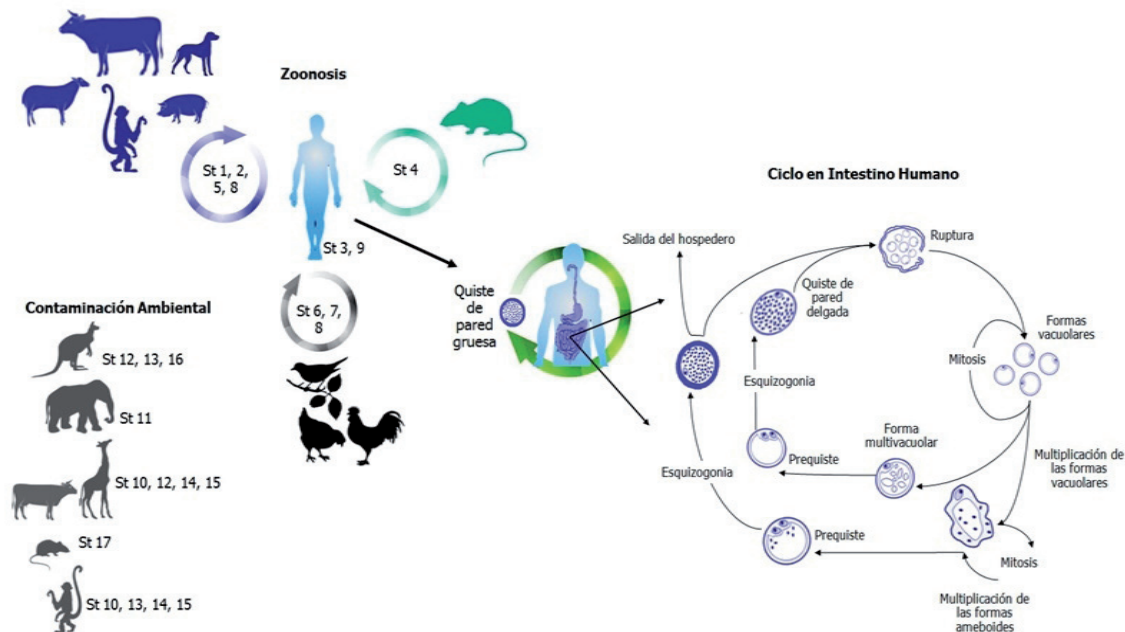 Zoonosis
St 1, 2,
5, 8
St 4
St 3, 9
St 6, 7,
8
Contaminación Ambiental
St 12, 13, 16
St 11
St 10, 12, 14, 15
St 17
St 10, 13, 14, 15
Quiste
de
pared
gruesa
Ciclo en Intestino Humano
Salida del hospedero
Ruptura
Quiste de
pared
delgada
Formas
vacuolares
Mitosis
Esquizogonia
Forma
multivacuolar
Prequiste
Multiplicación de
las formas
vacuolares
Esquizogonia
Prequiste
Mitosis
Multiplicación de
las formas
ameboides